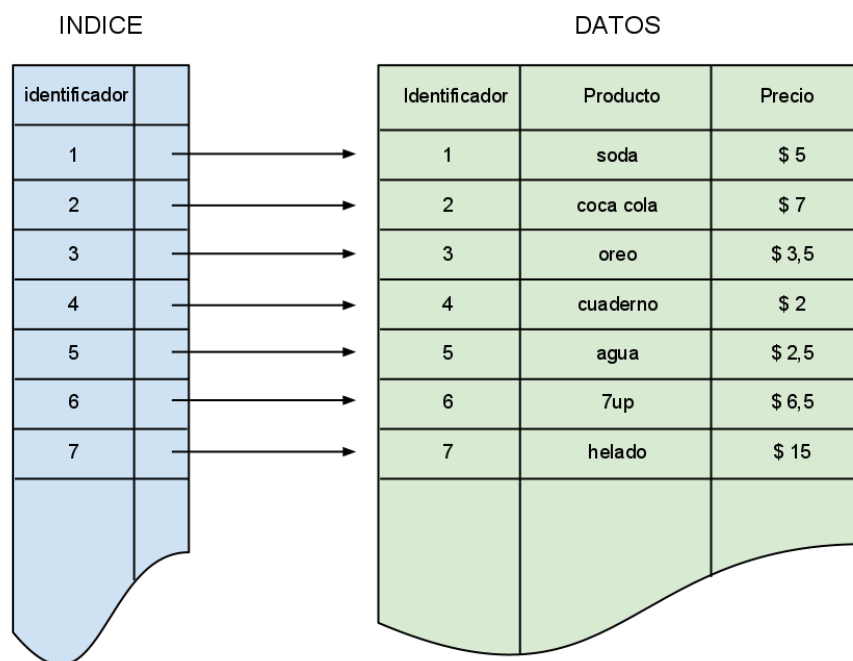 INDICE DATOS
identificador Identificador Producto Precio
1 1 soda $ 5
2 2 coca cola $ 7
3 3 oreo $ 3,5
4 4 cuaderno $ 2
5 5 agua $ 2,5
6 6 7up $ 6,5
7 7 helado $ 15